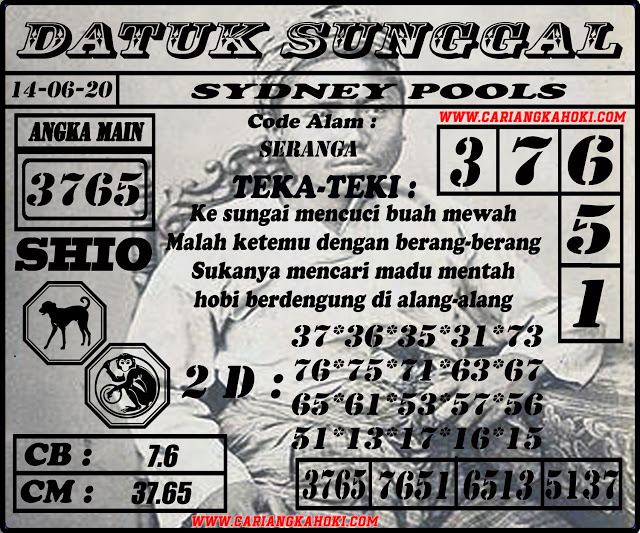 DATUK SUNGGAL
14-06-20
SYDNEY POOLS
WWW.CARIANGKAHOKI.COM
ANGKA MAIN
3765
Code Alam :
SERANGA
3 7 6
5
1
TEKA-TEKI :
Ke sungai mencuci buah mewah
Malah ketemu dengan berang-berang
Sukanya mencari madu mentah
hobi berdengung di alang-alang
SHIO
2 D :
37*36*35*31*73
76*75*71*63*67
65*61*53*57*56
51*13*17*16*15
CB : 7.6
CM : 37.65
3765 7651 6513 5137
WWW.CARIANGKAHOKI.COM